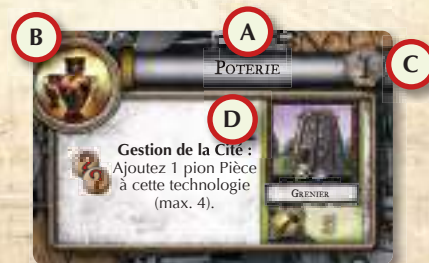 A
B
POTERIE
I
C
D
Gestion de la Cité :
Ajoutez 1 pion Pièce
à cette technologie
(max. 4).
? ?
GRENIER